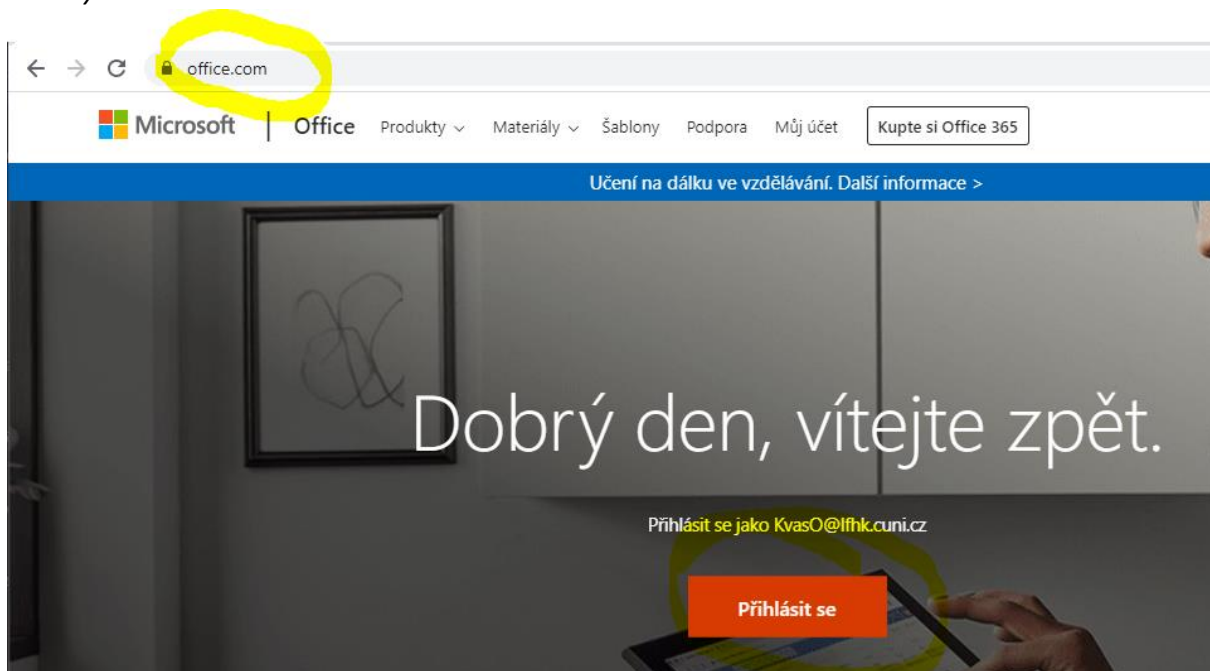 office.com
Microsoft | Office Produkty Materiály Šablony Podpora Můj účet Kupte si Office 365
Učení na dálku ve vzdělávání. Další informace >
Dobrý den, vítejte zpět.
Přihlásit se jako KvasO@lfhk.cuni.cz
Přihlásit se